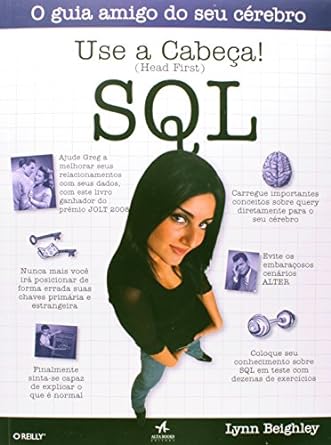 O guia amigo do seu cérebro
Use a Cabeça!
(Head First)
SQL
Ajude Greg a
melhorar seus
relacionamentos
com seus dados,
com este livro
ganhador do
prêmio JOLT 2008
Carregue importantes
conceitos sobre query
diretamente para o
seu cérebro
Nunca mais você
irá posicionar de
forma errada suas
chaves primária e
estrangeira
Evite os
embaraçosos
cenários
ALTER
Finalmente
sinta-se capaz
de explicar o
que é normal
Coloque seu
conhecimento sobre
SQL em teste com
dezenas de exercícios
O'REILLY®
ALTA BOOKS
EDITORA
Lynn Beighley